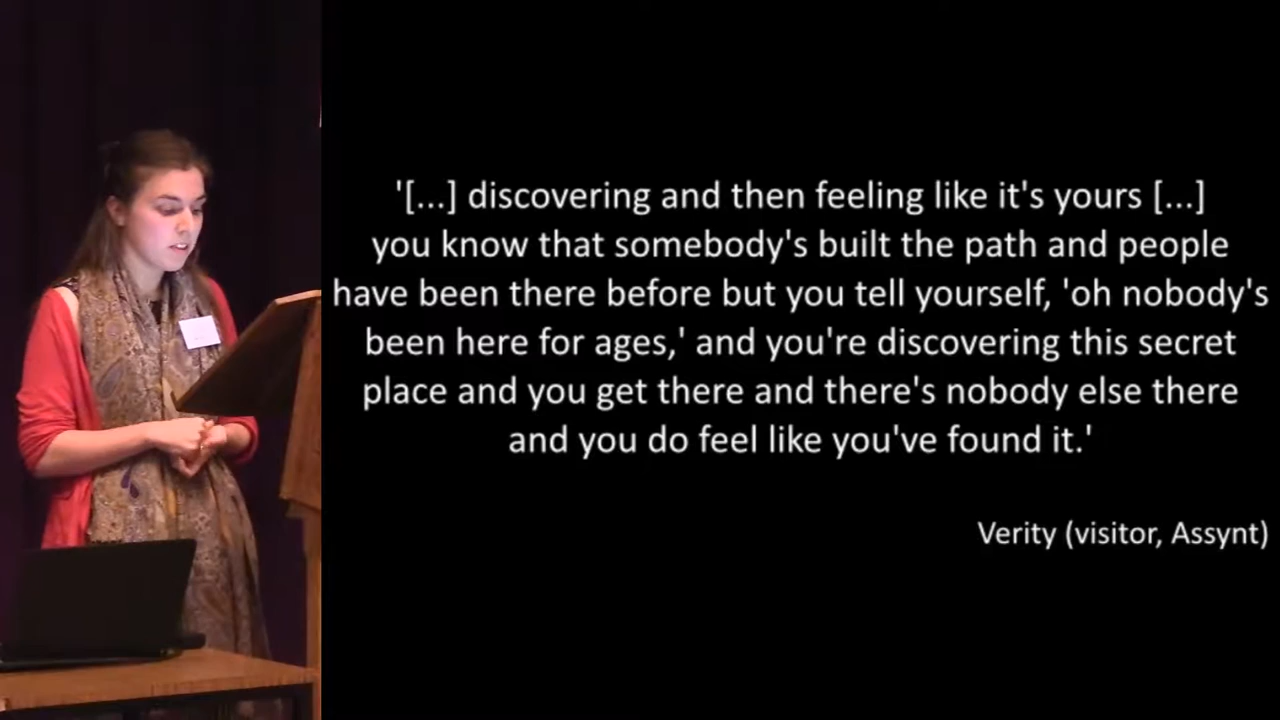 '[...] discovering and then feeling like it's yours [...]
you know that somebody's built the path and people
have been there before but you tell yourself, 'oh nobody's
been here for ages,' and you're discovering this secret
place and you get there and there's nobody else there
and you do feel like you've found it.'
Verity (visitor, Assynt)